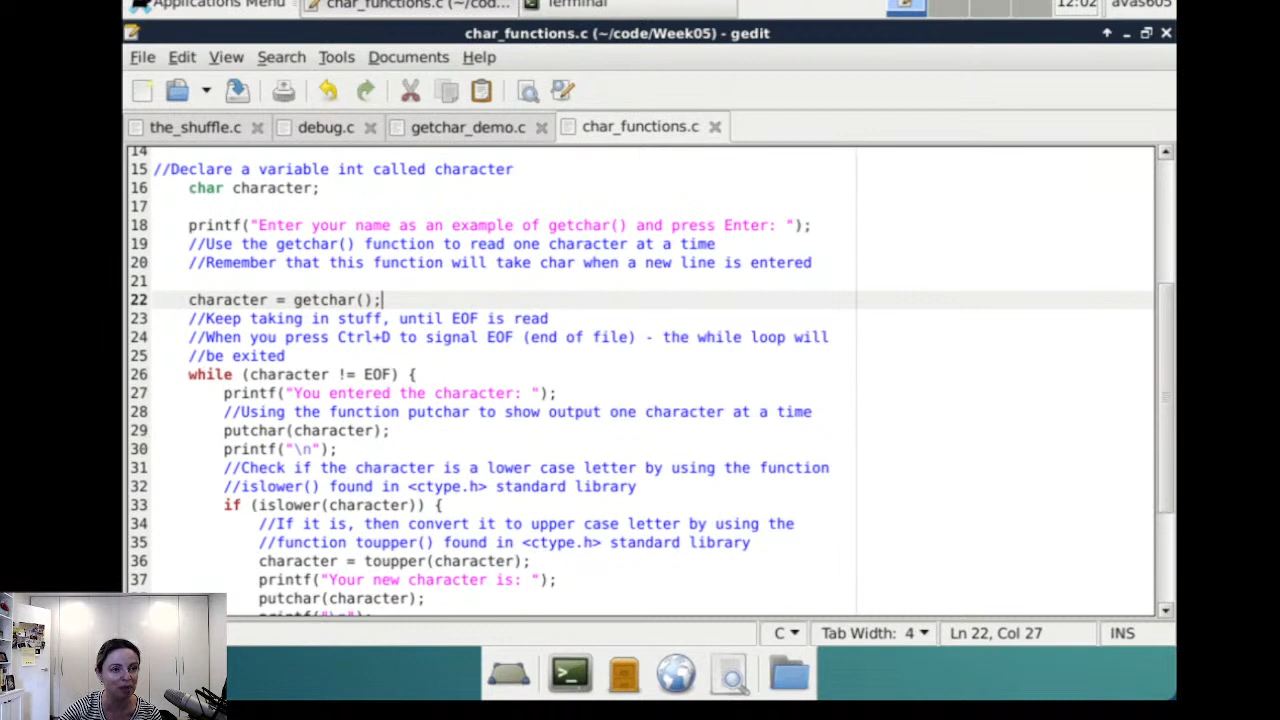 Applications Menu char_functions.c (~/cod... Terminal 12:02 avas605
char_functions.c (~/code/Week05) - gedit
File Edit View Search Tools Documents Help
the_shuffle.c debug.c getchar_demo.c char_functions.c
14
15 //Declare a variable int called character
16 char character;
17
18 printf("Enter your name as an example of getchar() and press Enter: ");
19 //Use the getchar() function to read one character at a time
20 //Remember that this function will take char when a new line is entered
21
22 character = getchar();
23 //Keep taking in stuff, until EOF is read
24 //When you press Ctrl+D to signal EOF (end of file) - the while loop will
25 //be exited
26 while (character != EOF) {
27 printf("You entered the character: ");
28 //Using the function putchar to show output one character at a time
29 putchar(character);
30 printf("\n");
31 //Check if the character is a lower case letter by using the function
32 //islower() found in <ctype.h> standard library
33 if (islower(character)) {
34 //If it is, then convert it to upper case letter by using the
35 //function toupper() found in <ctype.h> standard library
36 character = toupper(character);
37 printf("Your new character is: ");
putchar(character);
printf("\n");
C Tab Width: 4 Ln 22, Col 27 INS